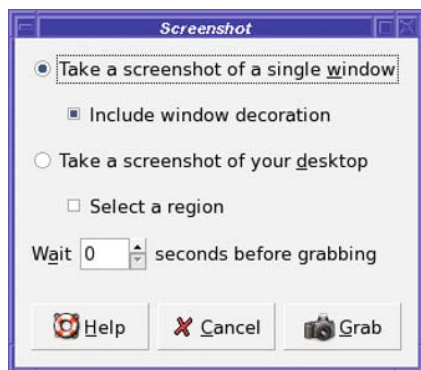 Screenshot
Take a screenshot of a single window
Include window decoration
Take a screenshot of your desktop
Select a region
Wait 0 seconds before grabbing
Help Cancel Grab